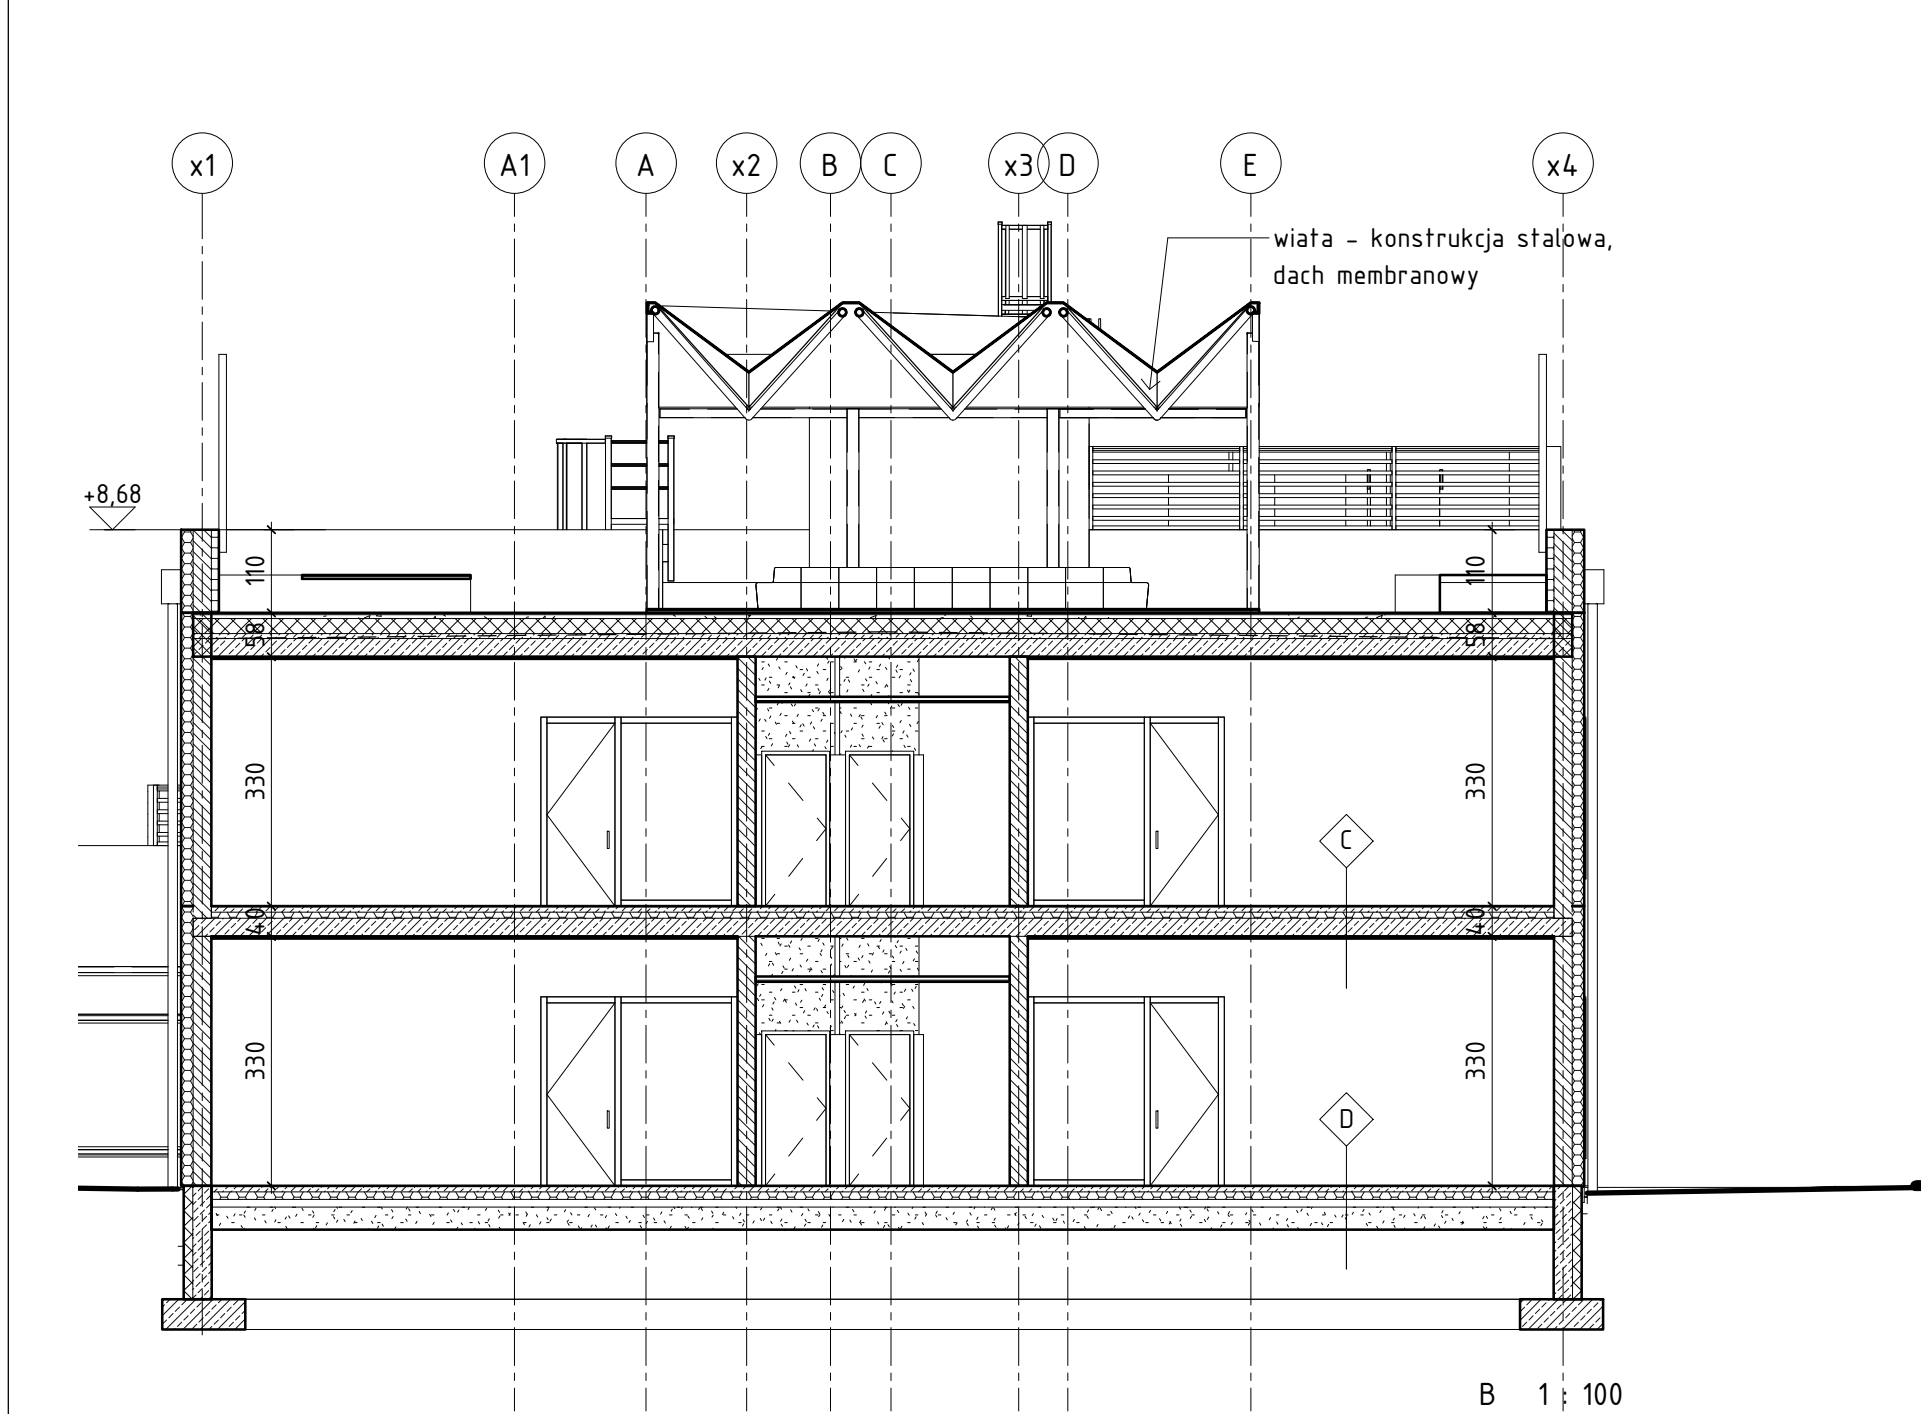 x1 A1 A x2 B C x3 D E x4
wiata - konstrukcja stalowa,
dach membranowy
+8,68
110 110
58 58
330 330
C
40 40
330 330
D
B 1 : 100